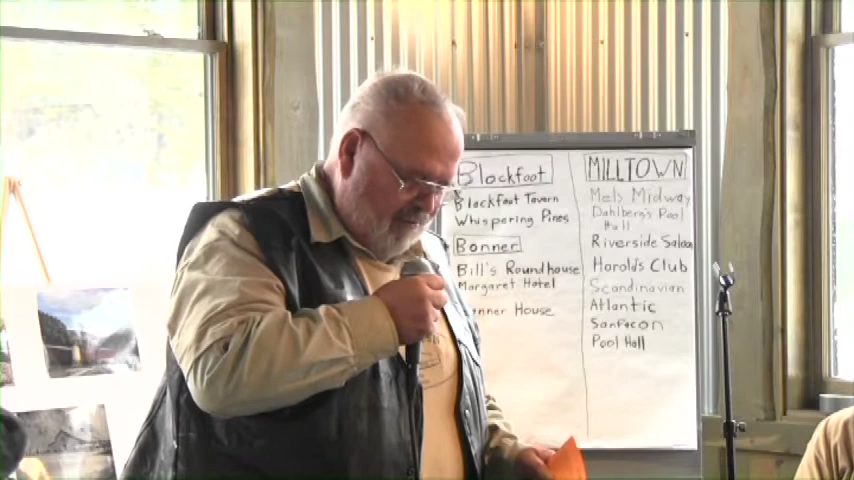 Blackfoot
Blackfoot Tavern
Whispering Pines
Bonner
Bill's Roundhouse
Margaret Hotel
nner House
MILLTOWN
Mel's Midway
Dahlberg's Pool
Hall
Riverside Saloon
Harold's Club
Scandinavian
Atlantic
Sanfacon
Pool Hall